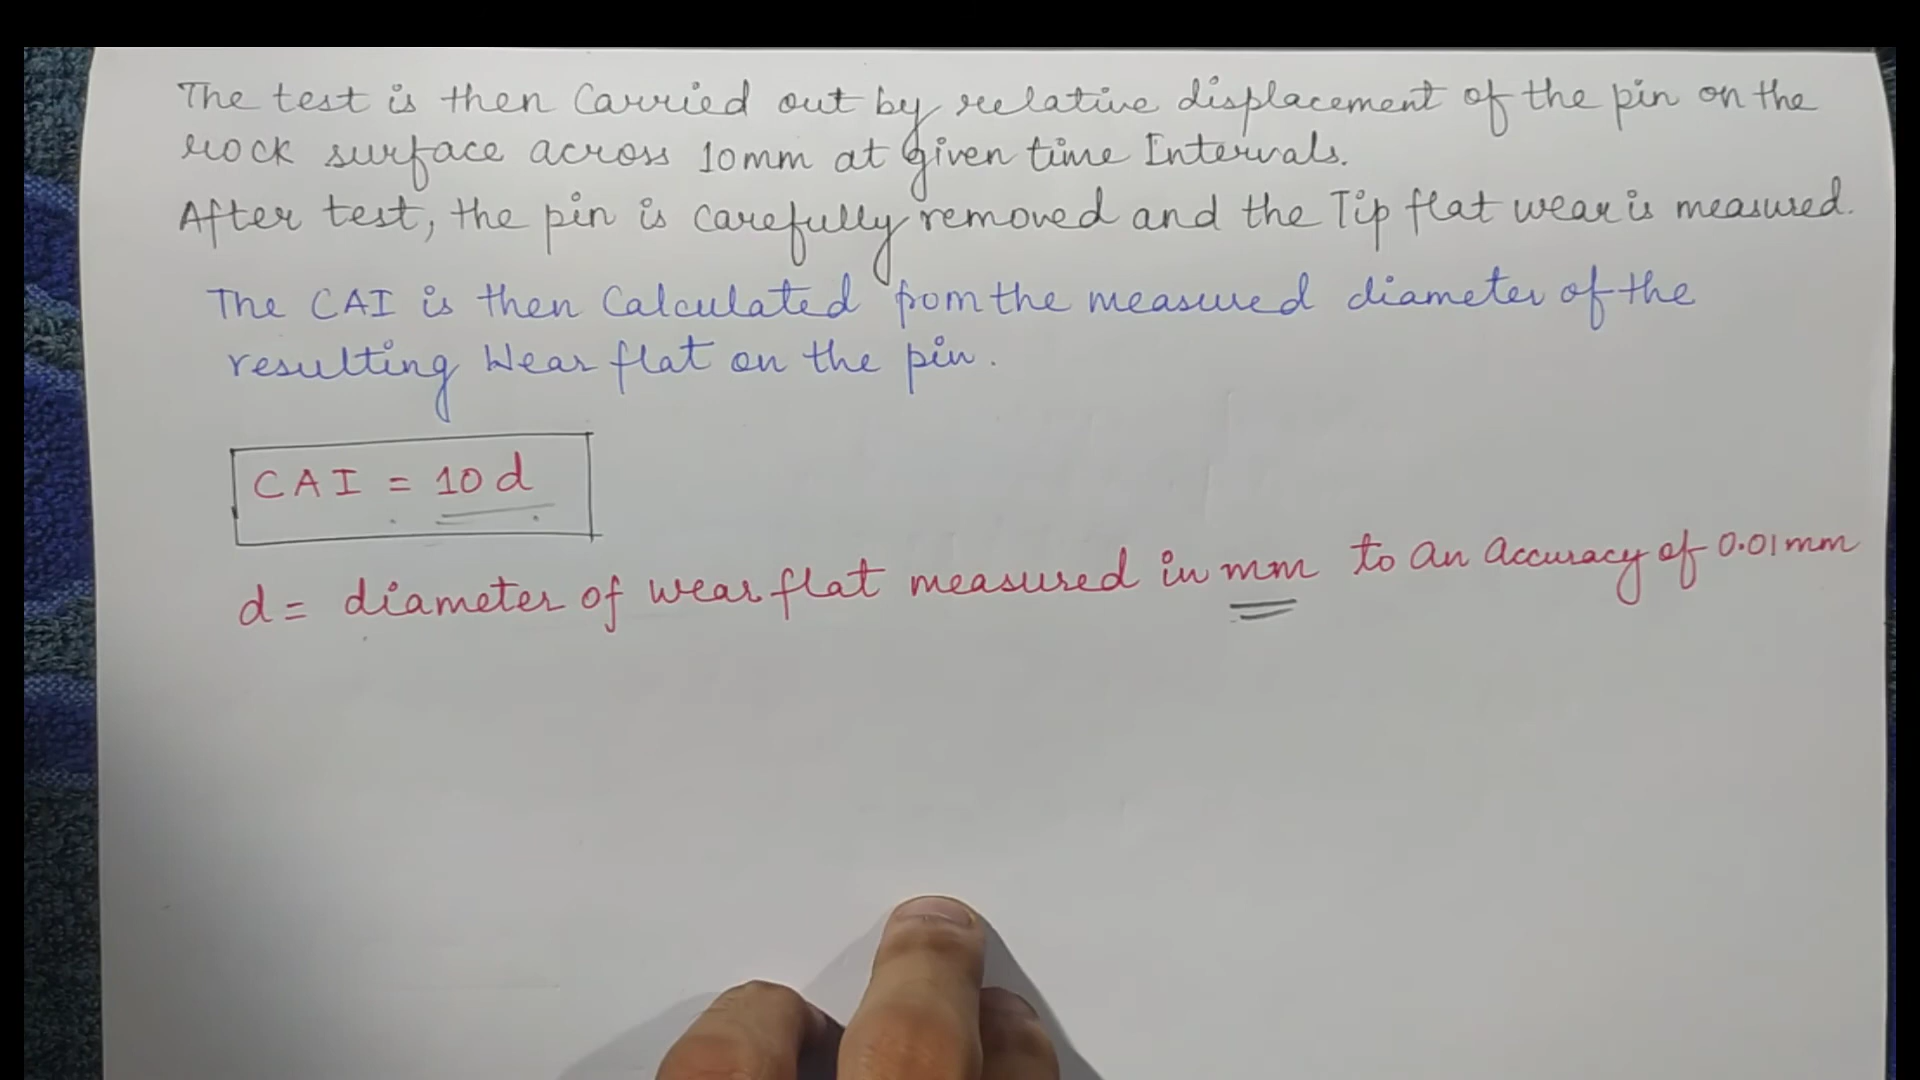 The test is then Carried out by relative displacement of the pin on the
rock surface across 10mm at given time Intervals.
After test, the pin is carefully removed and the Tip flat wear is measured.
The CAI is then Calculated from the measured diameter of the
resulting Wear flat on the pin.
CAI = 10 d
d = diameter of wear flat measured in mm to an accuracy of 0.01mm